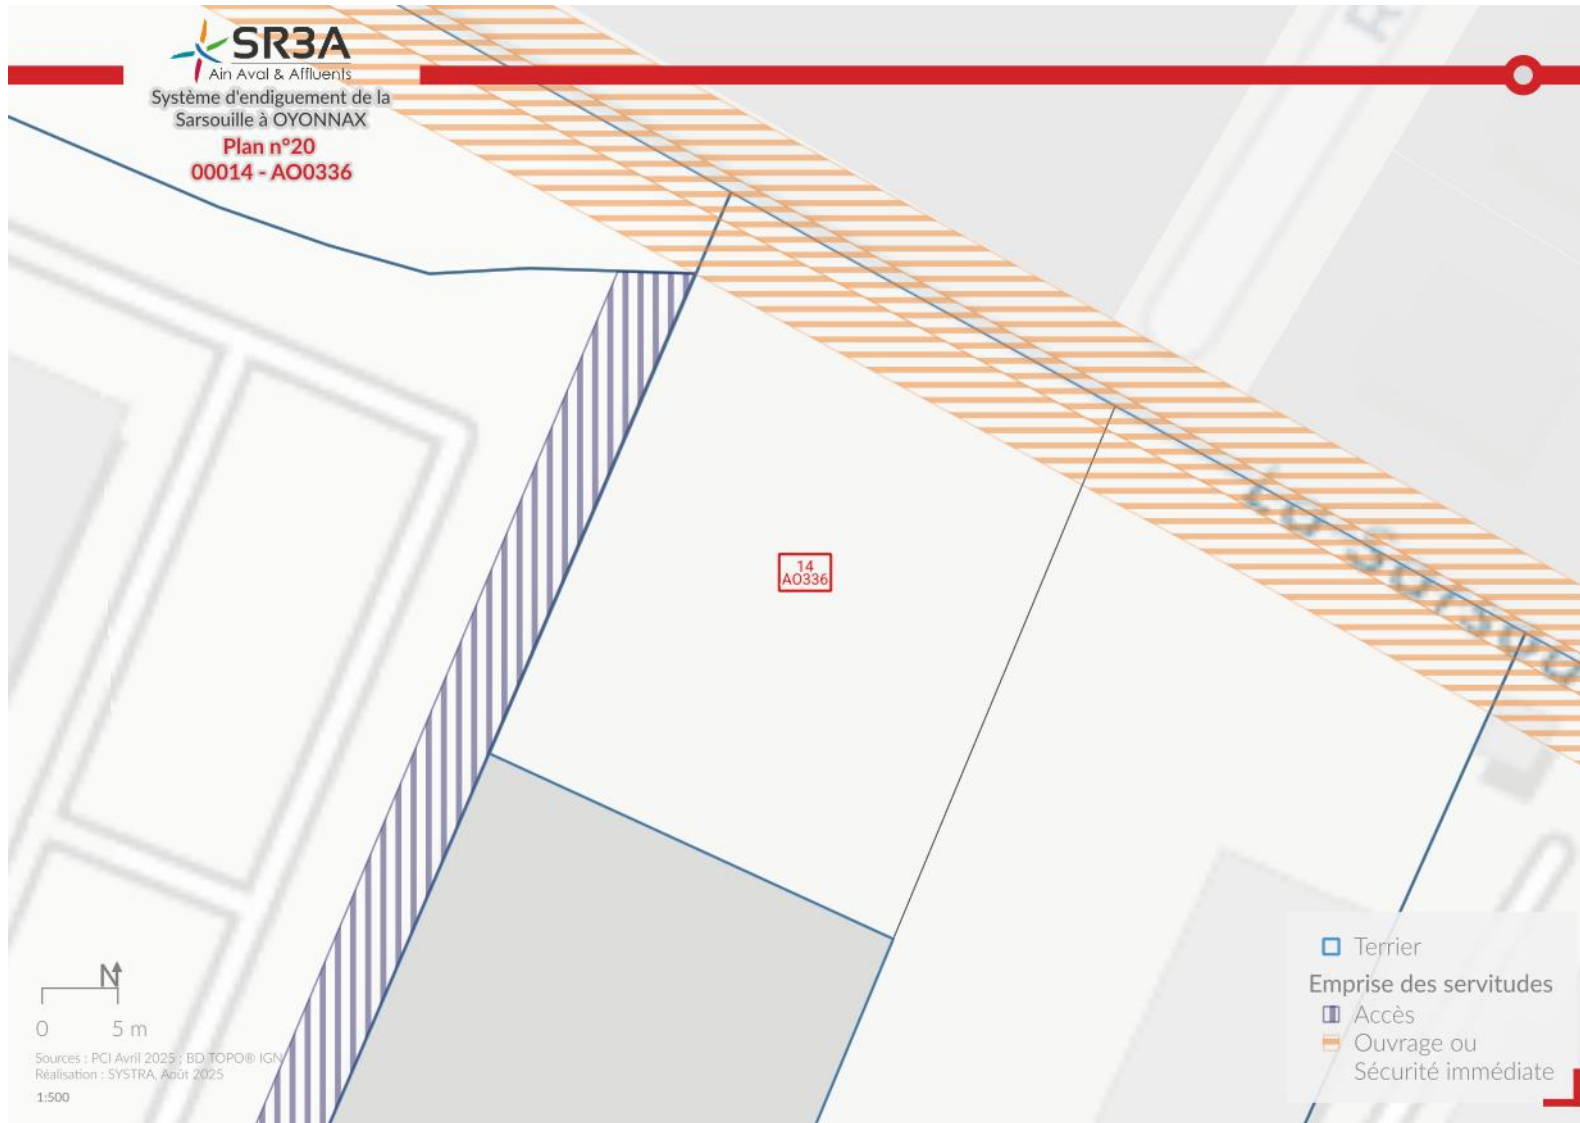 SR3A
Ain Aval & Affluents
Système d'endiguement de la
Sarsouille à OYONNAX
Plan n°20
00014 - AO0336
R
La Sarsou
14
AO336
N
0 5 m
Sources : PCI Avril 2025 ; BD TOPO® IGN
Réalisation : SYSTRA, Août 2025
1:500
Terrier
Emprise des servitudes
Accès
Ouvrage ou
Sécurité immédiate